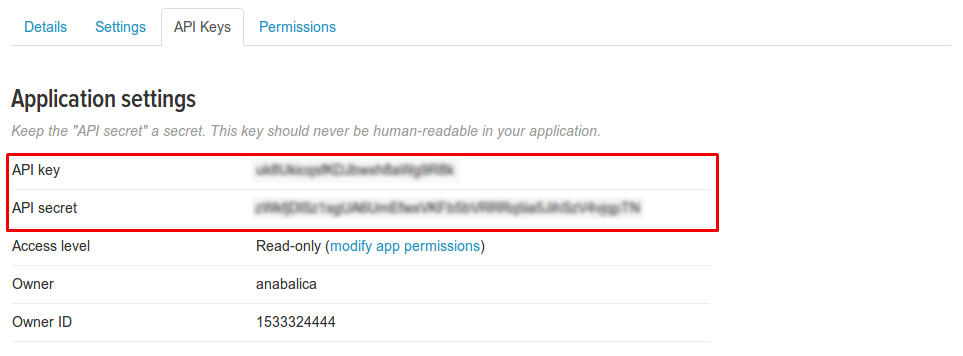 Details Settings API Keys Permissions
Application settings
Keep the "API secret" a secret. This key should never be human-readable in your application.
API key
API secret
Access level Read-only (modify app permissions)
Owner anabalica
Owner ID 1533324444